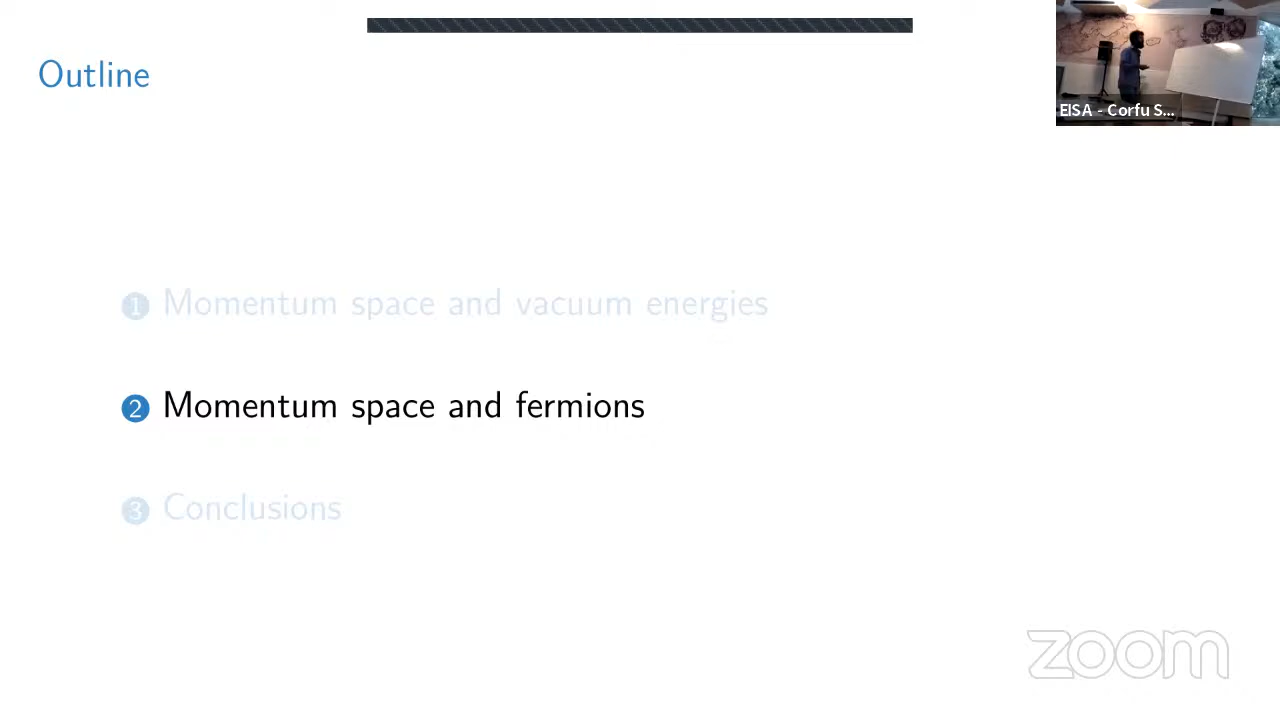 Outline
EISA - Corfu S...
1 Momentum space and vacuum energies
2 Momentum space and fermions
3 Conclusions
zoom